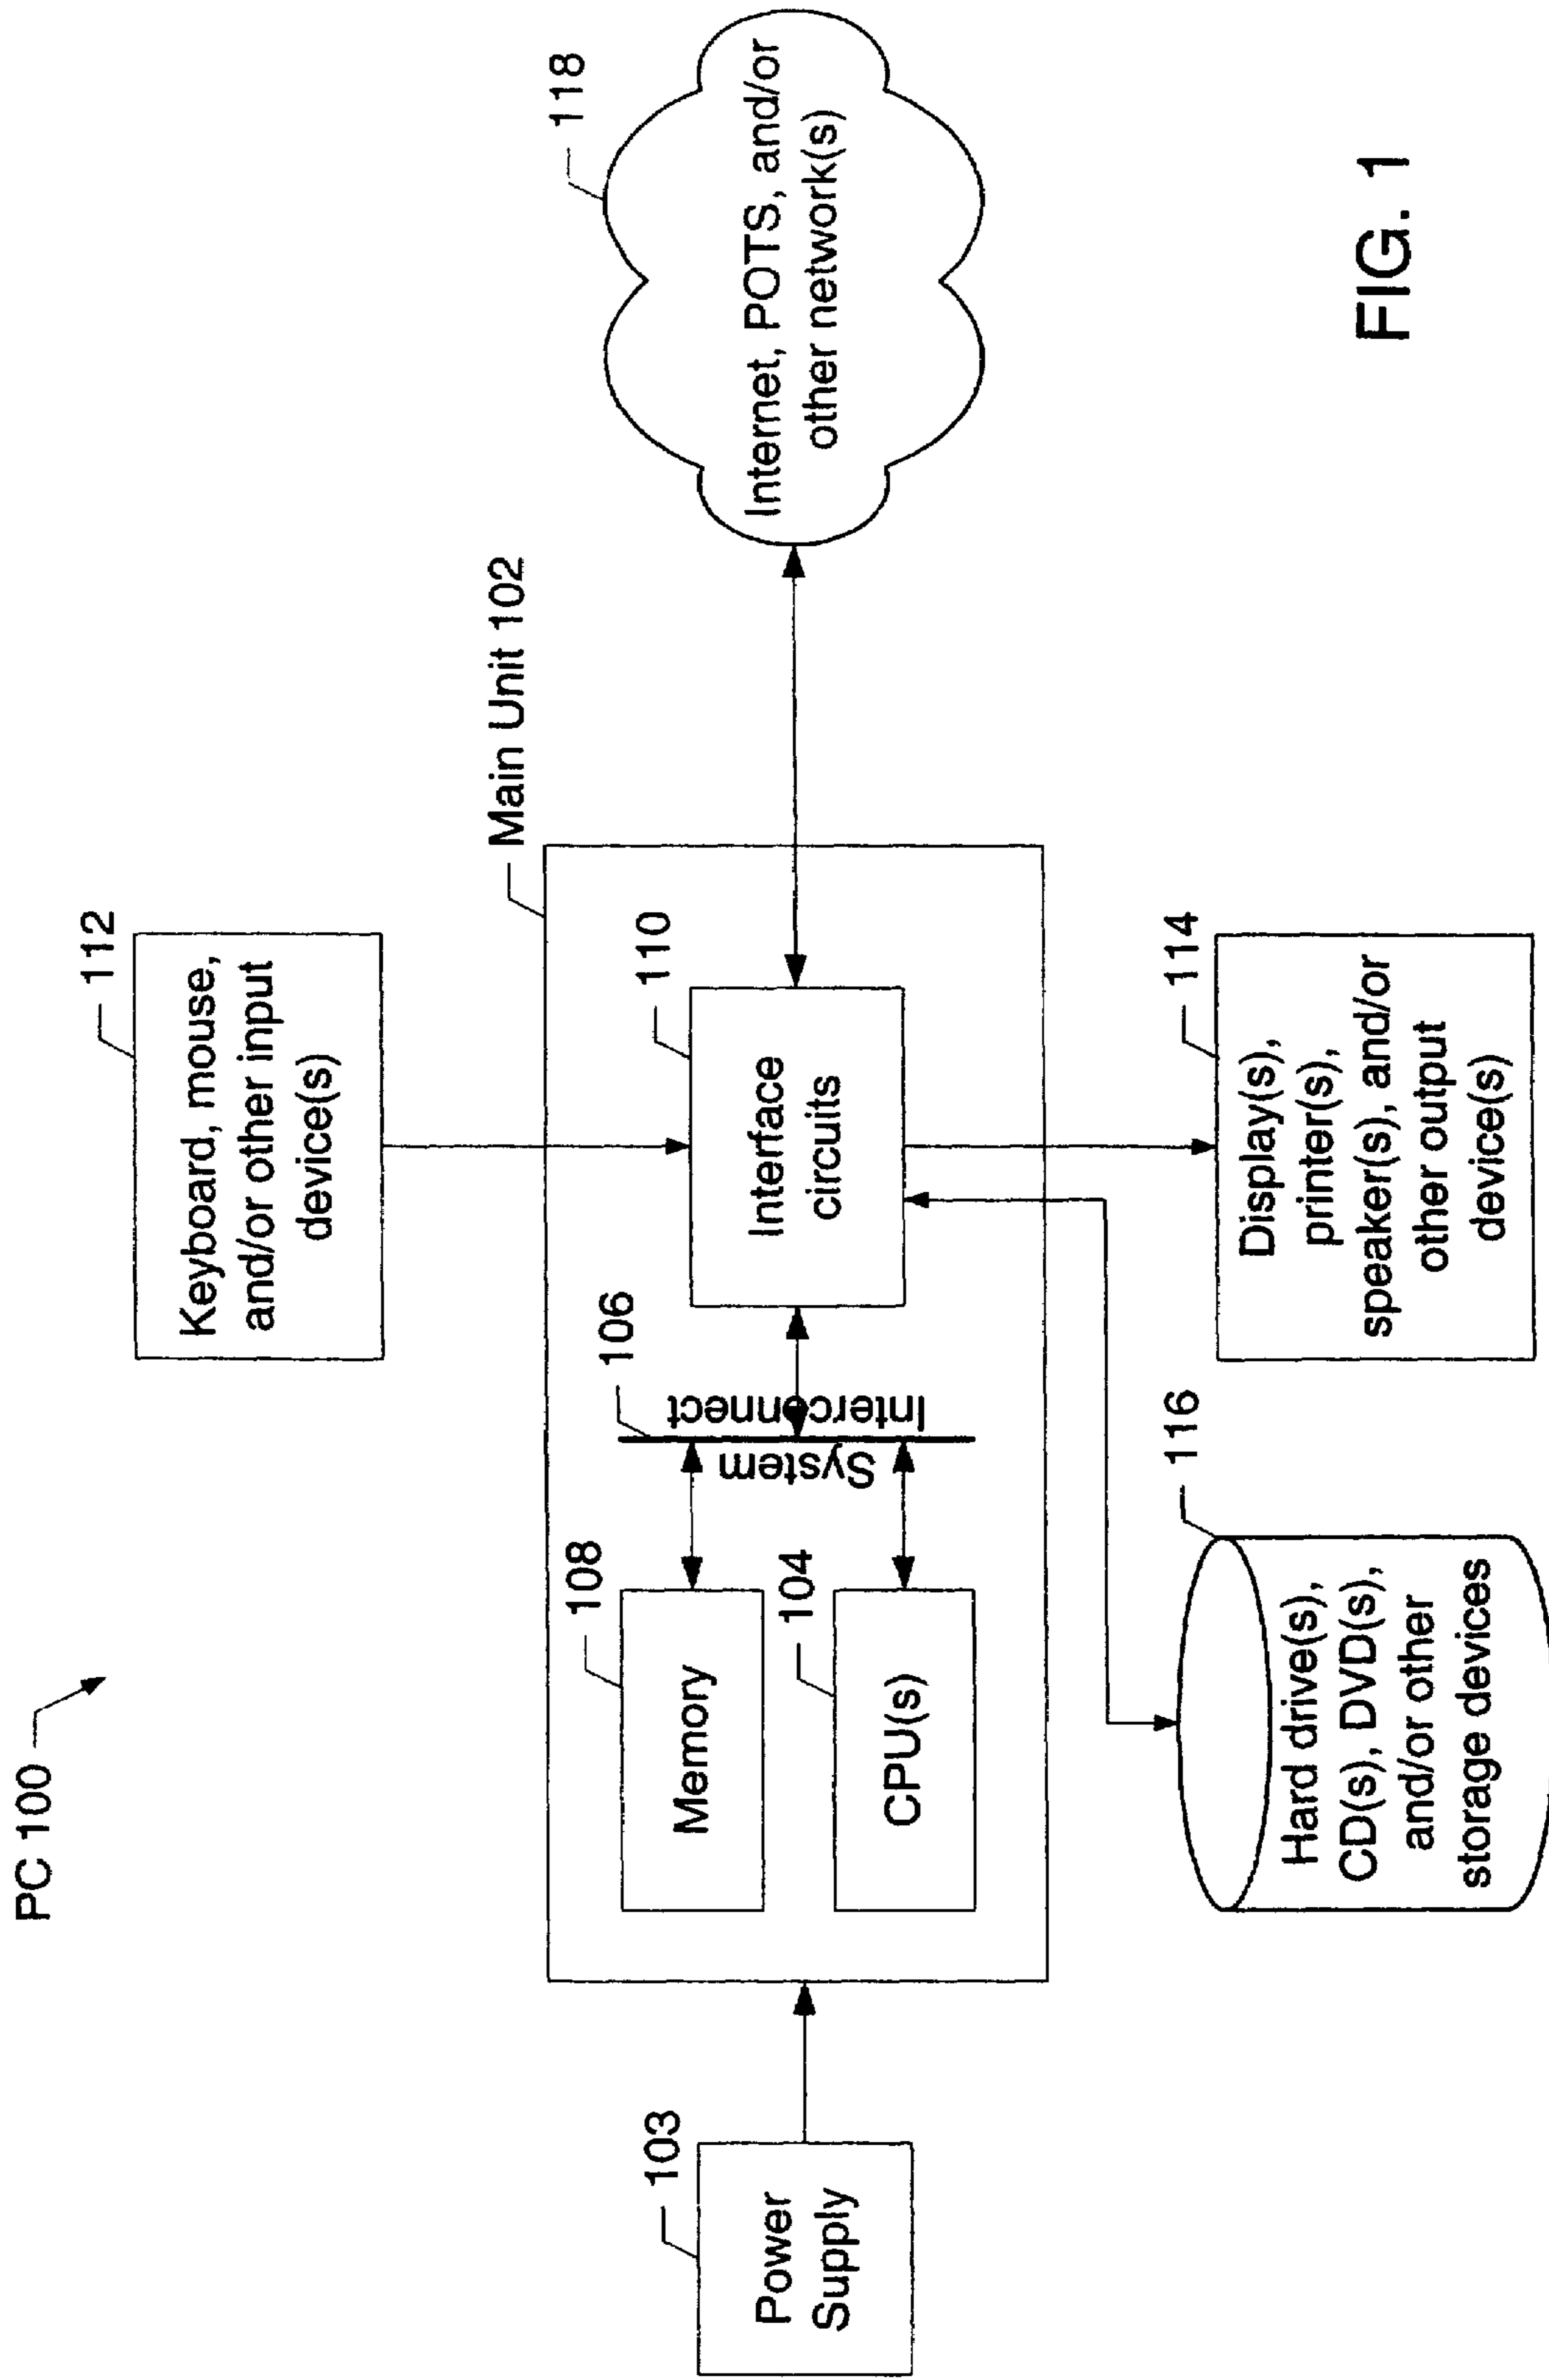 PC 100
112
Keyboard, mouse,
and/or other input
device(s)
Main Unit 102
118
Internet, POTS, and/or
other network(s)
103
Power
Supply
108
Memory
104
CPU(s)
106
System
Interconnect
110
Interface
circuits
116
Hard drive(s),
CD(s), DVD(s),
and/or other
storage devices
114
Display(s),
printer(s),
speaker(s), and/or
other output
device(s)
FIG. 1